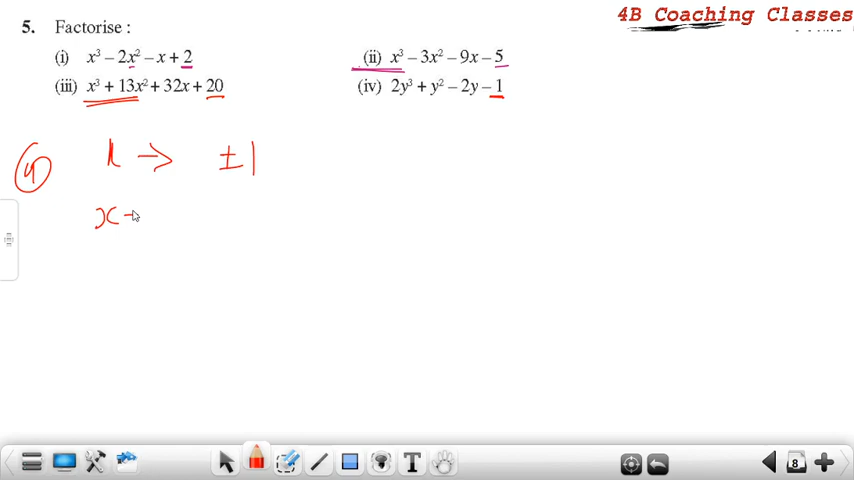 4B Coaching Classes
5. Factorise :
(i) x³ – 2x² – x + 2 (ii) x³ – 3x² – 9x – 5
(iii) x³ + 13x² + 32x + 20 (iv) 2y³ + y² – 2y – 1
→ ±1
x
8